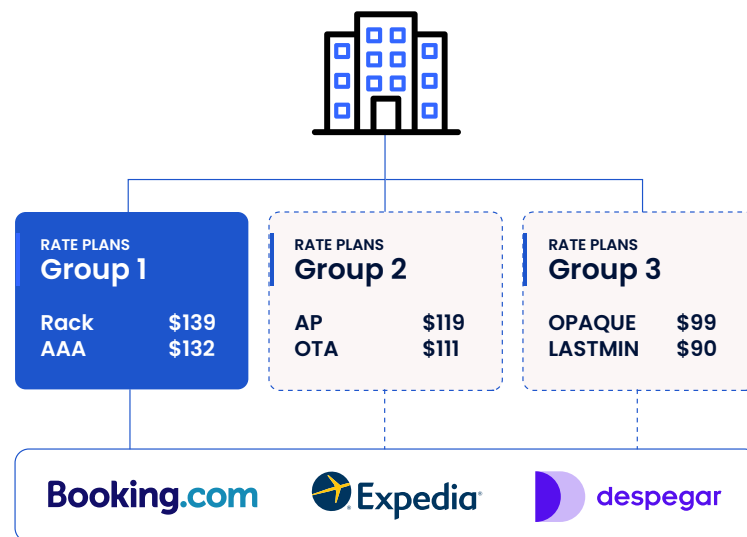 RATE PLANS
Group 1
Rack $139
AAA $132
RATE PLANS
Group 2
AP $119
OTA $111
RATE PLANS
Group 3
OPAQUE $99
LASTMIN $90
Booking.com
Expedia
despegar